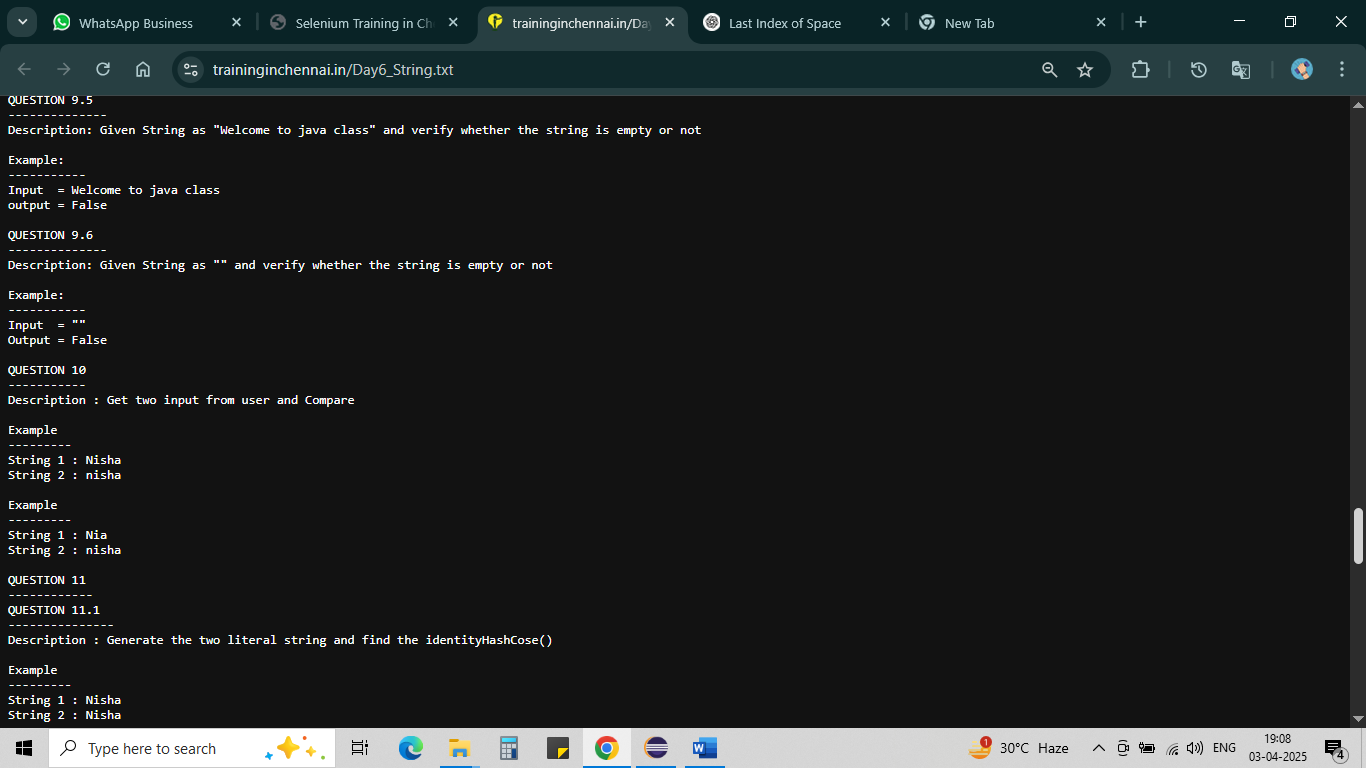 WhatsApp Business
Selenium Training in Ch
traininginchennai.in/Da
Last Index of Space
New Tab
traininginchennai.in/Day6_String.txt
QUESTION 9.5
--------------
Description: Given String as "Welcome to java class" and verify whether the string is empty or not
Example:
-----------
Input  = Welcome to java class
output = False
QUESTION 9.6
--------------
Description: Given String as "" and verify whether the string is empty or not
Example:
-----------
Input  = ""
Output = False
QUESTION 10
-----------
Description : Get two input from user and Compare
Example
---------
String 1 : Nisha
String 2 : nisha
Example
---------
String 1 : Nia
String 2 : nisha
QUESTION 11
------------
QUESTION 11.1
---------------
Description : Generate the two literal string and find the identityHashCose()
Example
---------
String 1 : Nisha
String 2 : Nisha
Type here to search
1
30°C Haze
ENG
19:08
03-04-2025
4